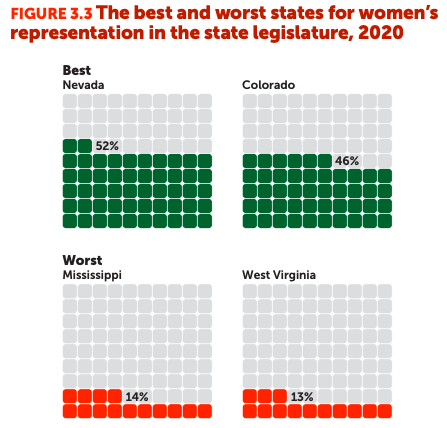 FIGURE 3.3 The best and worst states for women’s
representation in the state legislature, 2020
Best
Nevada
Colorado
52%
46%
Worst
Mississippi
West Virginia
14%
13%